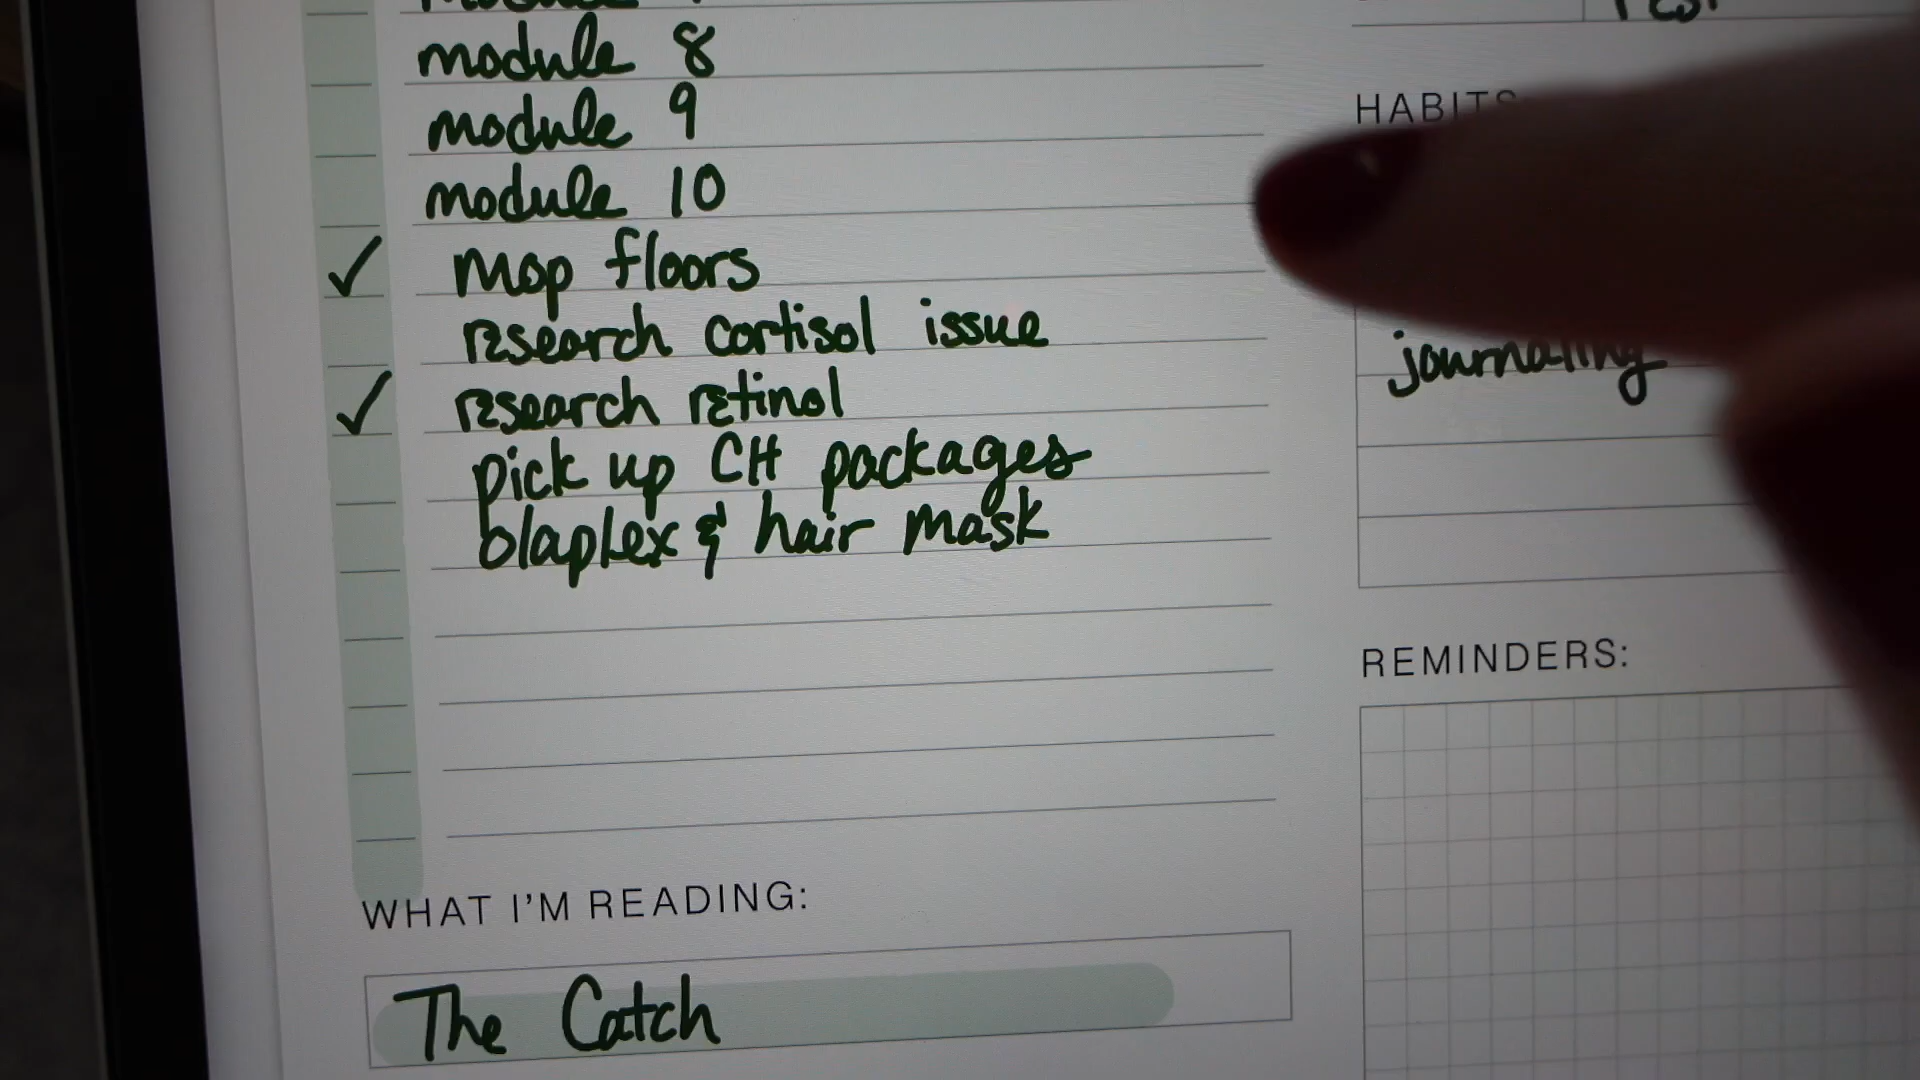 module 8
module 9
module 10
✓ mop floors
research cortisol issue
✓ research retinol
pick up CH packages
olaplex & hair mask
WHAT I'M READING:
The Catch
HABITS
journaling
REMINDERS: